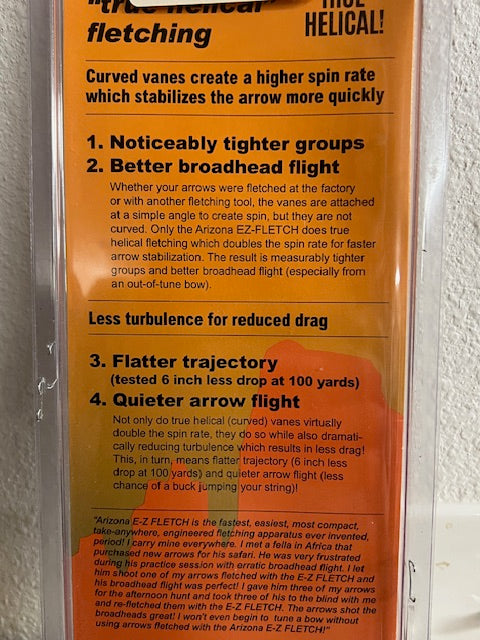 "true helical"
fletching
TRUE
HELICAL!
Curved vanes create a higher spin rate
which stabilizes the arrow more quickly
1. Noticeably tighter groups
2. Better broadhead flight
Whether your arrows were fletched at the factory
or with another fletching tool, the vanes are attached
at a simple angle to create spin, but they are not
curved. Only the Arizona EZ-FLETCH does true
helical fletching which doubles the spin rate for faster
arrow stabilization. The result is measurably tighter
groups and better broadhead flight (especially from
an out-of-tune bow).
Less turbulence for reduced drag
3. Flatter trajectory
(tested 6 inch less drop at 100 yards)
4. Quieter arrow flight
Not only do true helical (curved) vanes virtually
double the spin rate, they do so while also dramati-
cally reducing turbulence which results in less drag!
This, in turn, means flatter trajectory (6 inch less
drop at 100 yards) and quieter arrow flight (less
chance of a buck jumping your string)!
"Arizona E-Z FLETCH is the fastest, easiest, most compact,
take-anywhere, engineered fletching apparatus ever invented,
period! I carry mine everywhere. I met a fella in Africa that
purchased new arrows for his safari. He was very frustrated
during his practice session with erratic broadhead flight. I let
him shoot one of my arrows fletched with the E-Z FLETCH and
his broadhead flight was perfect! I gave him three of my arrows
for the afternoon hunt and took three of his to the blind with me
and re-fletched them with the E-Z FLETCH. The arrows shot the
broadheads great! I won't even begin to tune a bow without
using arrows fletched with the Arizona E-Z FLETCH!"